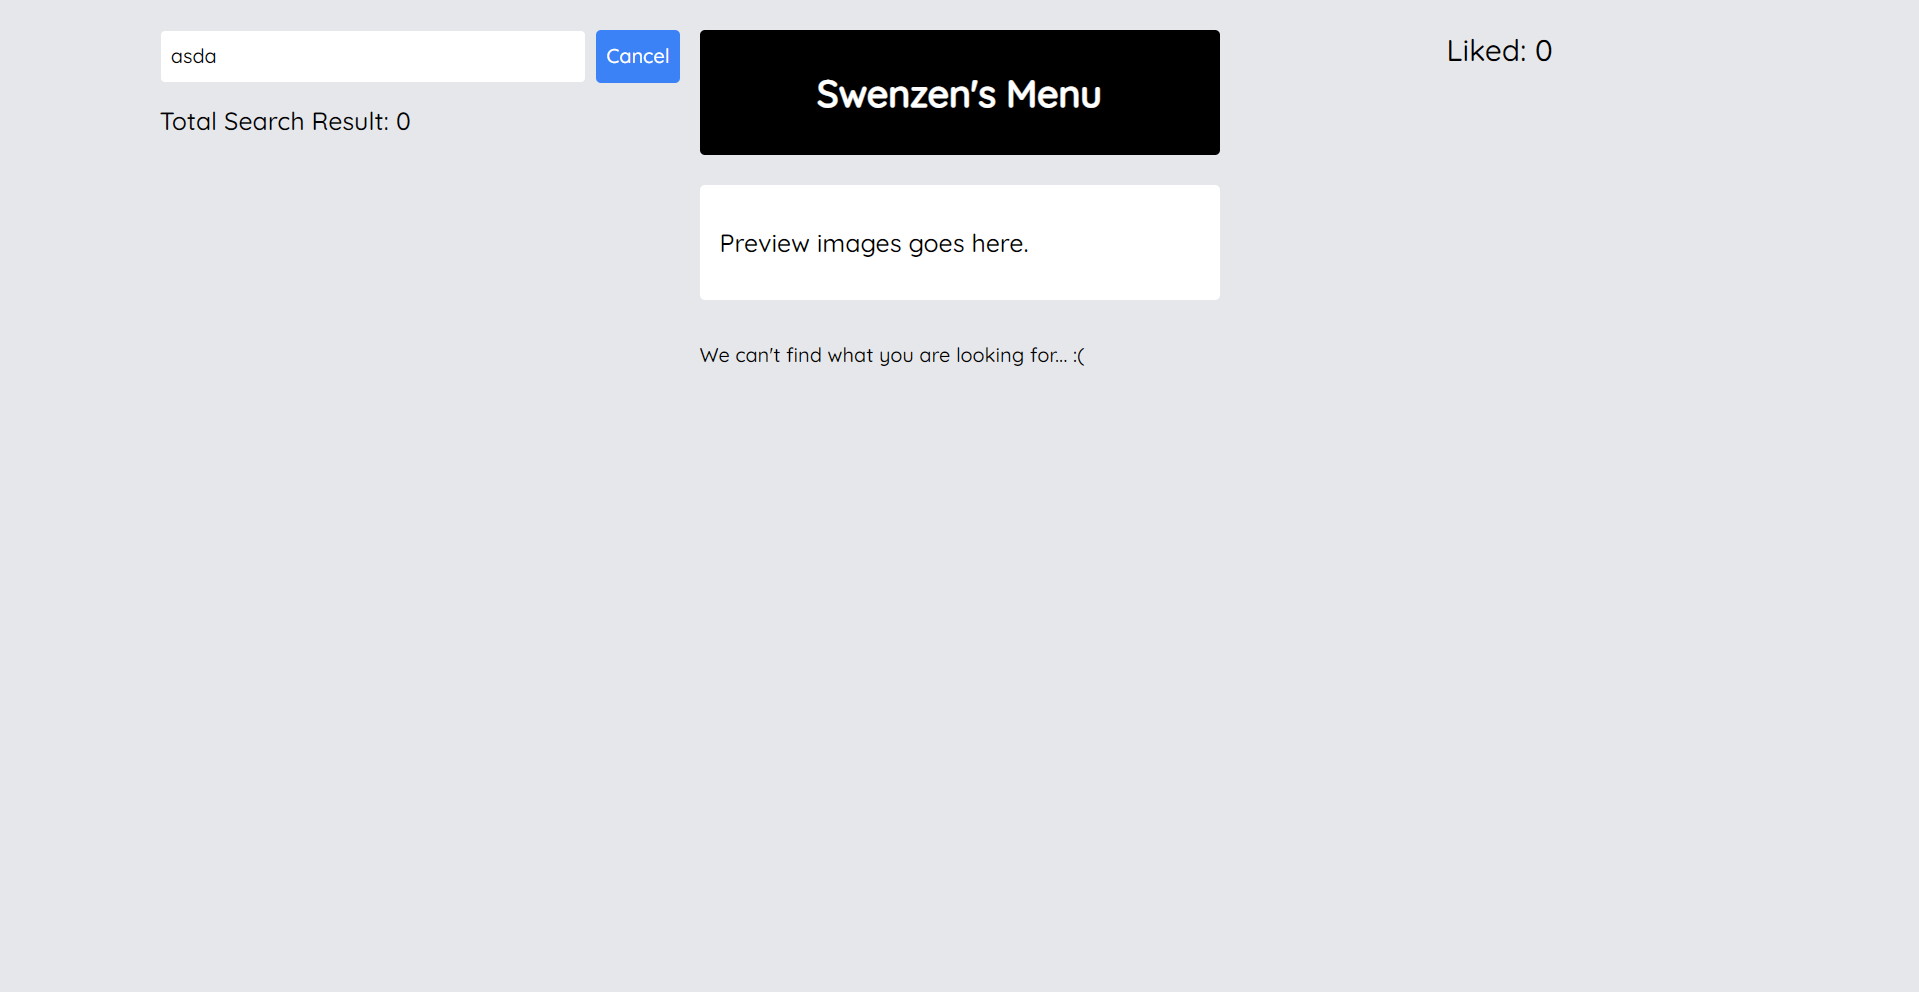 asda
Cancel
Total Search Result: 0
Swenzen's Menu
Preview images goes here.
We can't find what you are looking for... :(
Liked: 0